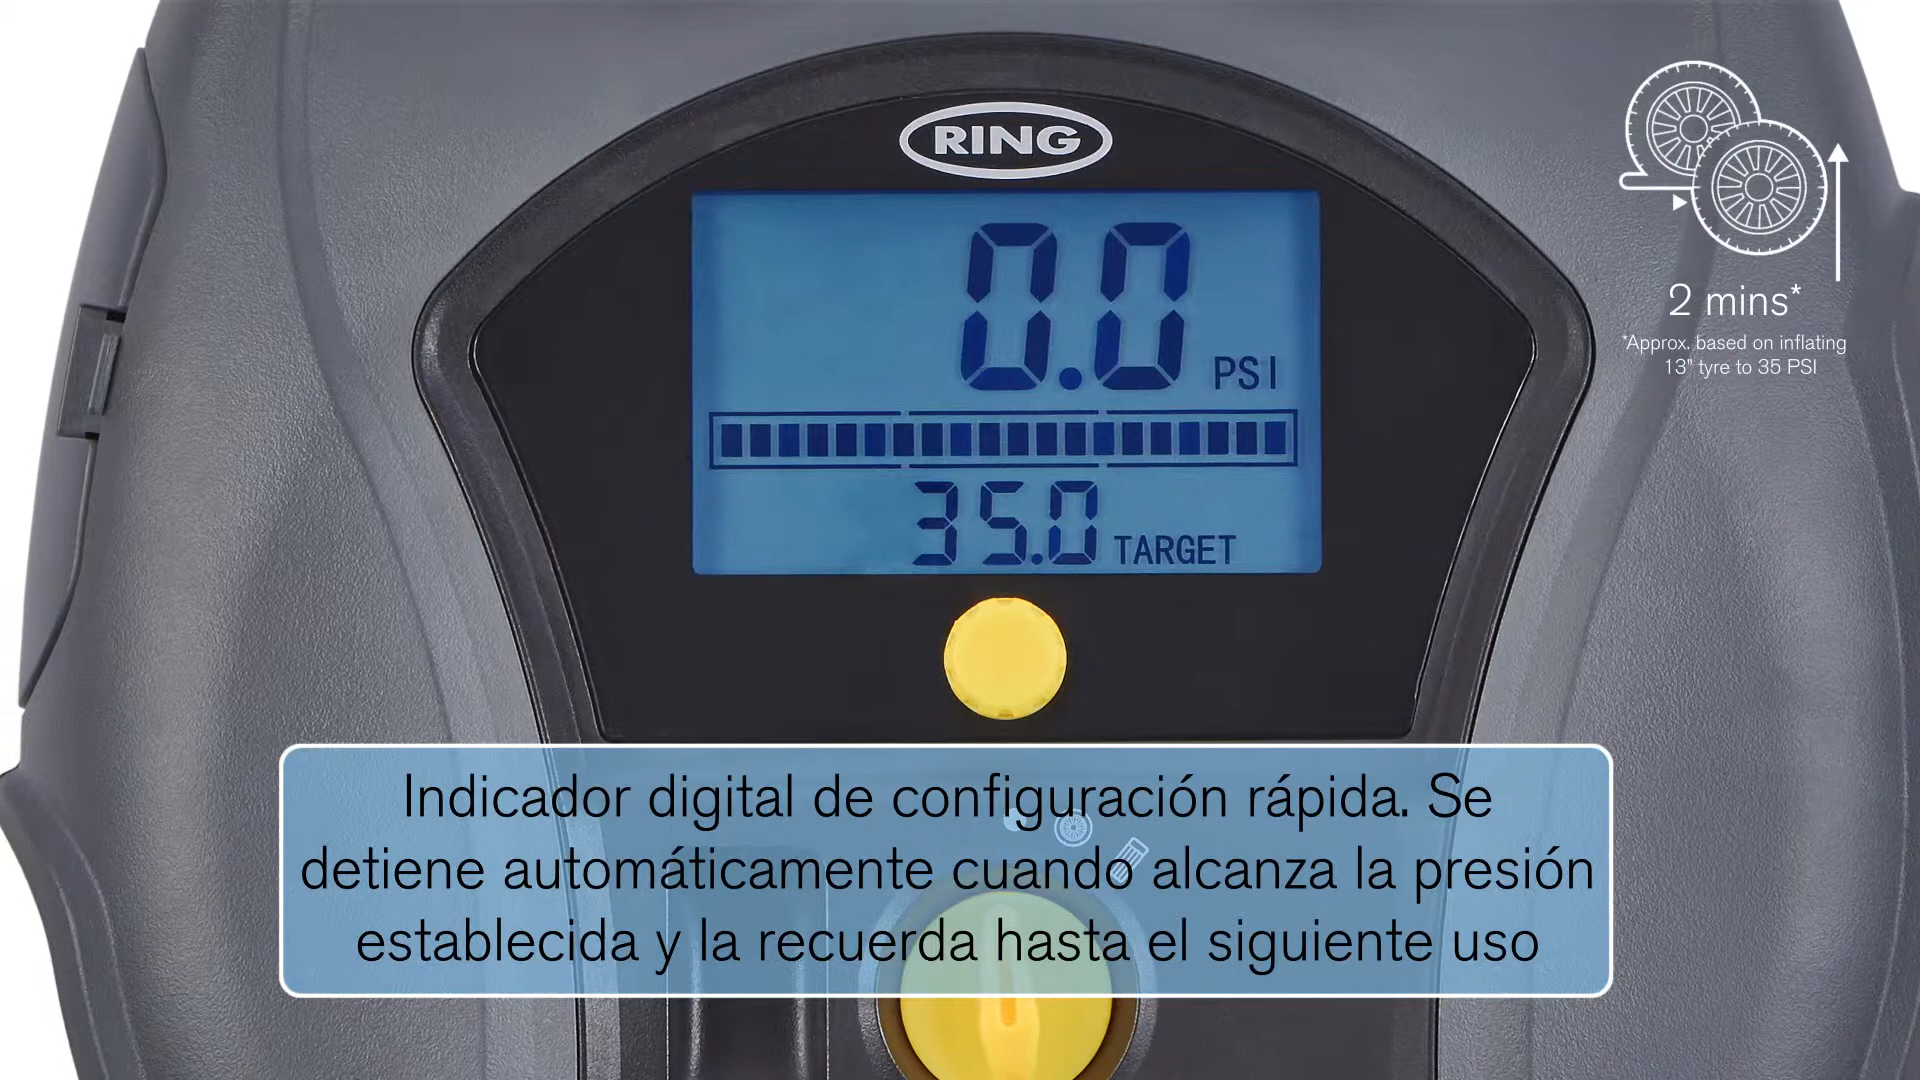 RING
0.0 PSI
35.0 TARGET
2 mins*
*Approx. based on inflating
13" tyre to 35 PSI
Indicador digital de configuración rápida. Se
detiene automáticamente cuando alcanza la presión
establecida y la recuerda hasta el siguiente uso